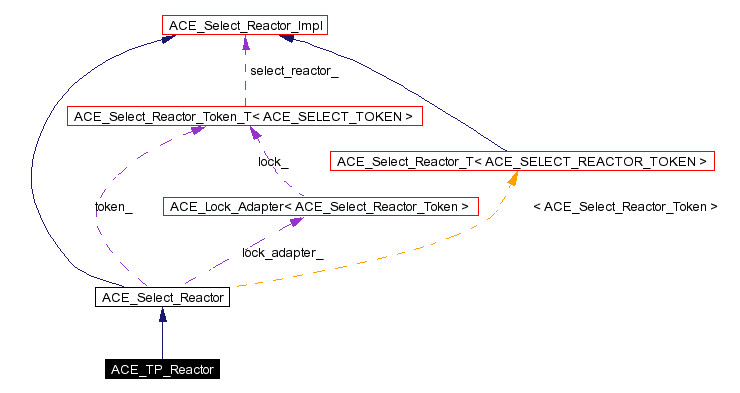 ACE_Select_Reactor_Impl
select_reactor_
ACE_Select_Reactor_Token_T< ACE_SELECT_TOKEN >
lock_
ACE_Select_Reactor_T< ACE_SELECT_REACTOR_TOKEN >
token_
ACE_Lock_Adapter< ACE_Select_Reactor_Token >
< ACE_Select_Reactor_Token >
lock_adapter_
ACE_Select_Reactor
ACE_TP_Reactor